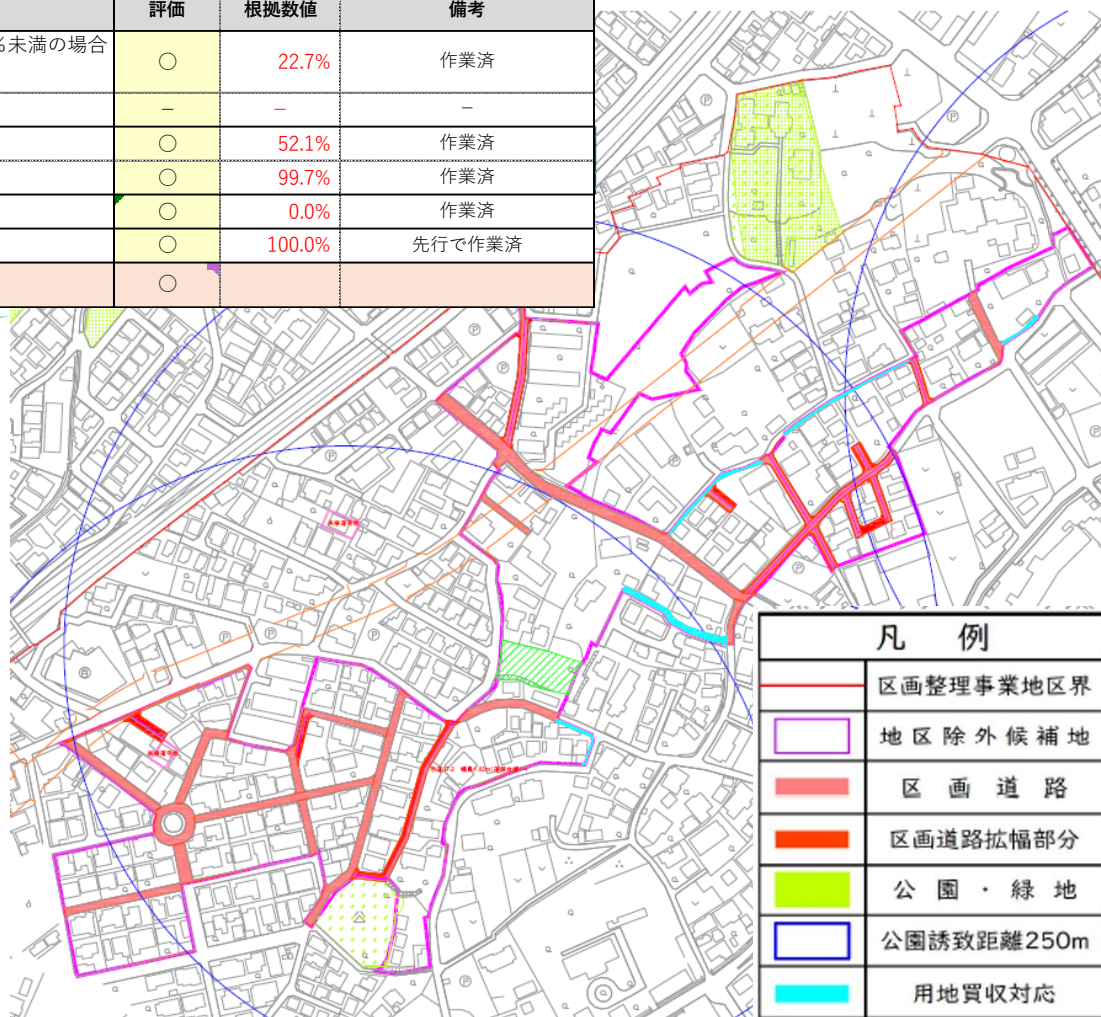 評価 根拠数値 備考
%未満の場合
○ 22.7% 作業済
－ － －
○ 52.1% 作業済
○ 99.7% 作業済
○ 0.0% 作業済
○ 100.0% 先行で作業済
○
凡 例
区画整理事業地区界
地区除外候補地
区画道路
区画道路拡幅部分
公園・緑地
公園誘致距離250m
用地買収対応